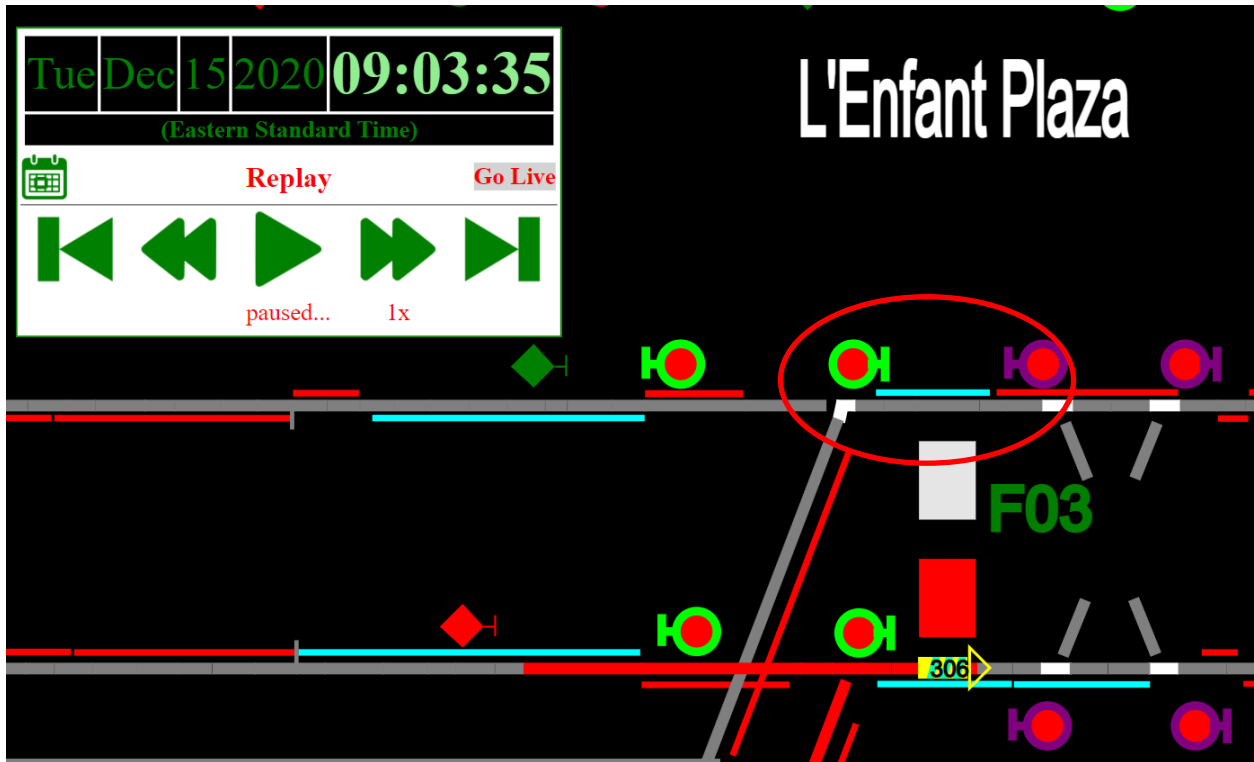 Tue Dec 15 2020 09:03:35
(Eastern Standard Time)
Replay Go Live
paused... 1x
L'Enfant Plaza
F03
306